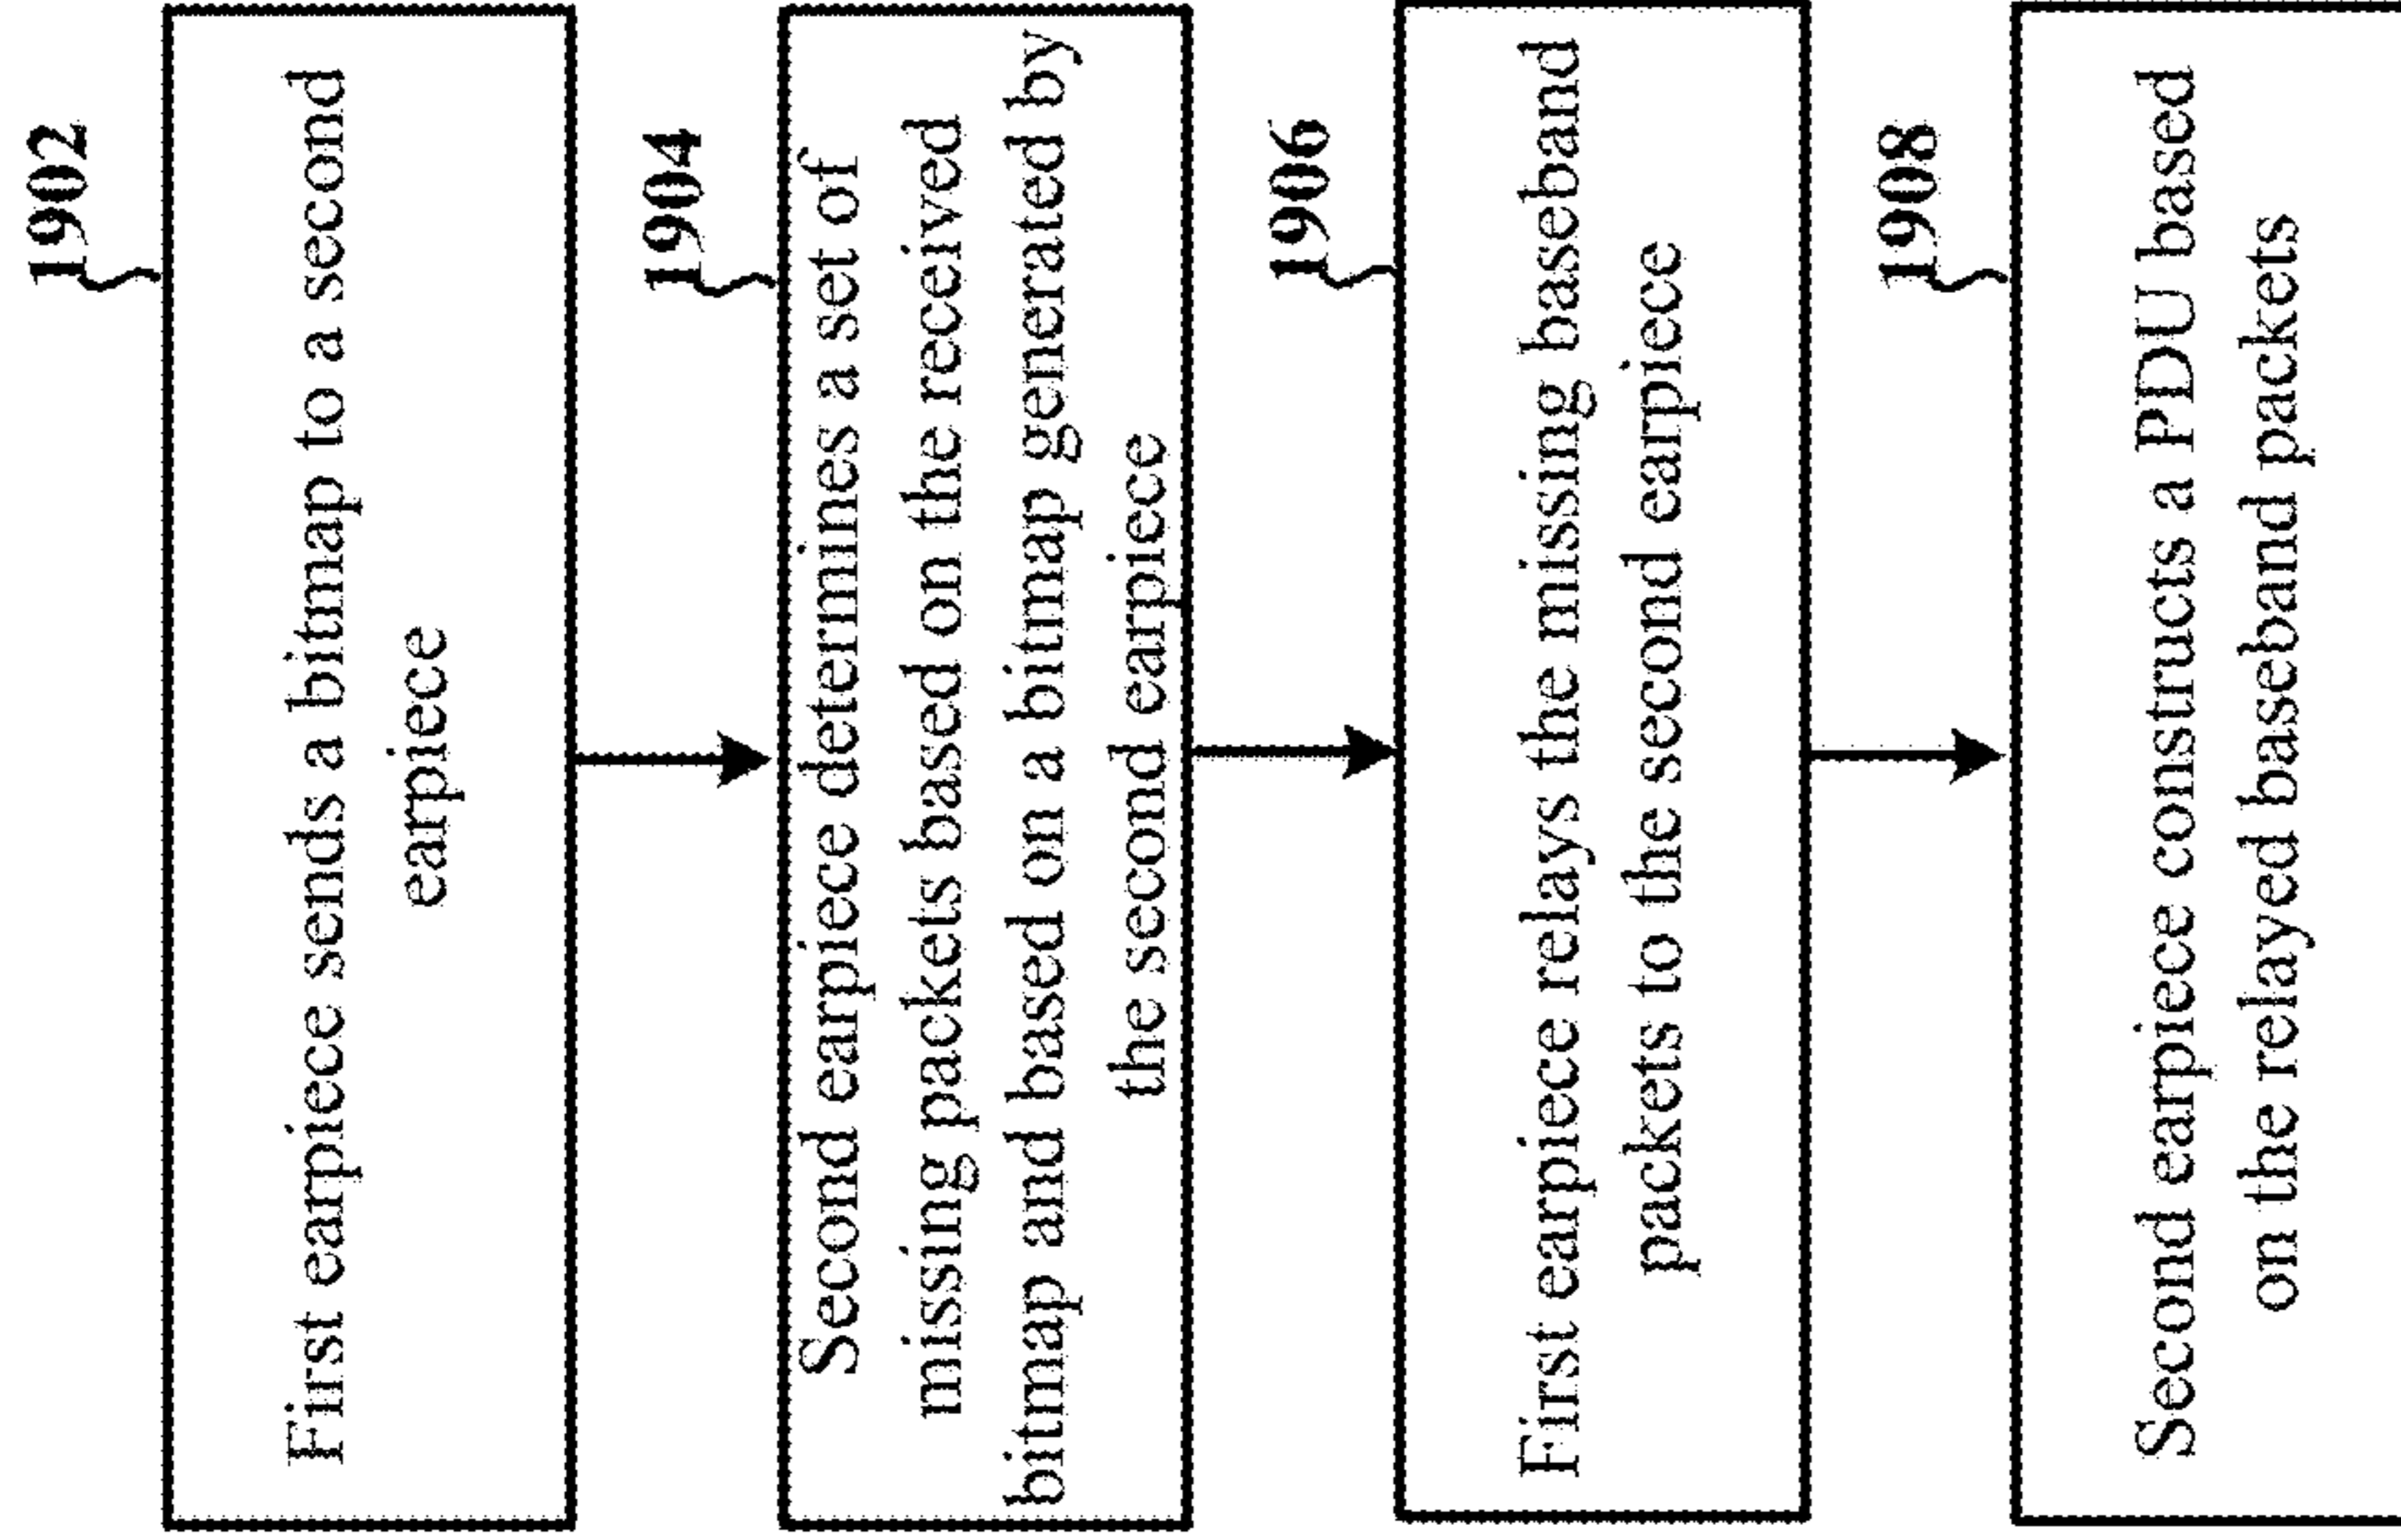 1902
First earpiece sends a bitmap to a second
earpiece
1904
Second earpiece determines a set of
missing packets based on the received
bitmap and based on a bitmap generated by
the second earpiece
1906
First earpiece relays the missing baseband
packets to the second earpiece
1908
Second earpiece constructs a PDU based
on the relayed baseband packets